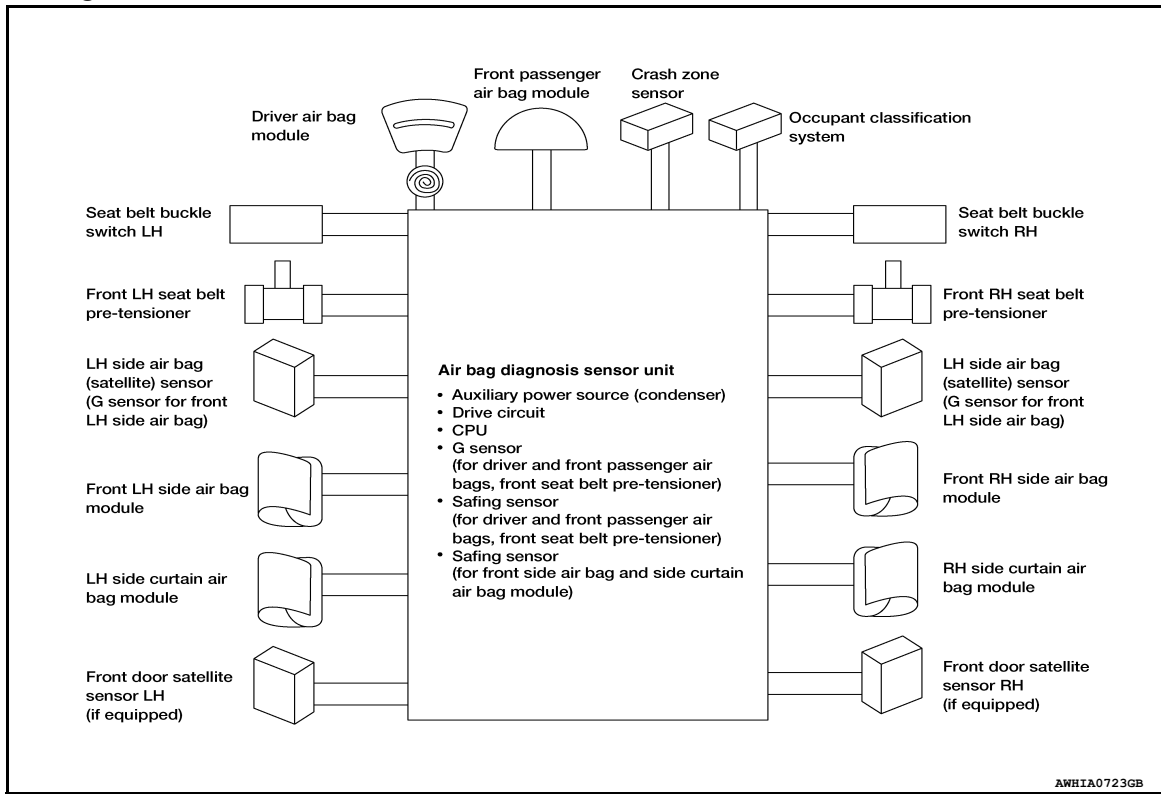 Front passenger
air bag module
Crash zone
sensor
Driver air bag
module
Occupant classification
system
Seat belt buckle
switch LH
Seat belt buckle
switch RH
Front LH seat belt
pre-tensioner
Front RH seat belt
pre-tensioner
LH side air bag
(satellite) sensor
(G sensor for front
LH side air bag)
Air bag diagnosis sensor unit
• Auxiliary power source (condenser)
• Drive circuit
• CPU
• G sensor
(for driver and front passenger air
bags, front seat belt pre-tensioner)
• Safing sensor
(for driver and front passenger air
bags, front seat belt pre-tensioner)
• Safing sensor
(for front side air bag and side curtain
air bag module)
LH side air bag
(satellite) sensor
(G sensor for front
LH side air bag)
Front LH side air bag
module
Front RH side air bag
module
LH side curtain air
bag module
RH side curtain air
bag module
Front door satellite
sensor LH
(if equipped)
Front door satellite
sensor RH
(if equipped)
AWHIA0723GB